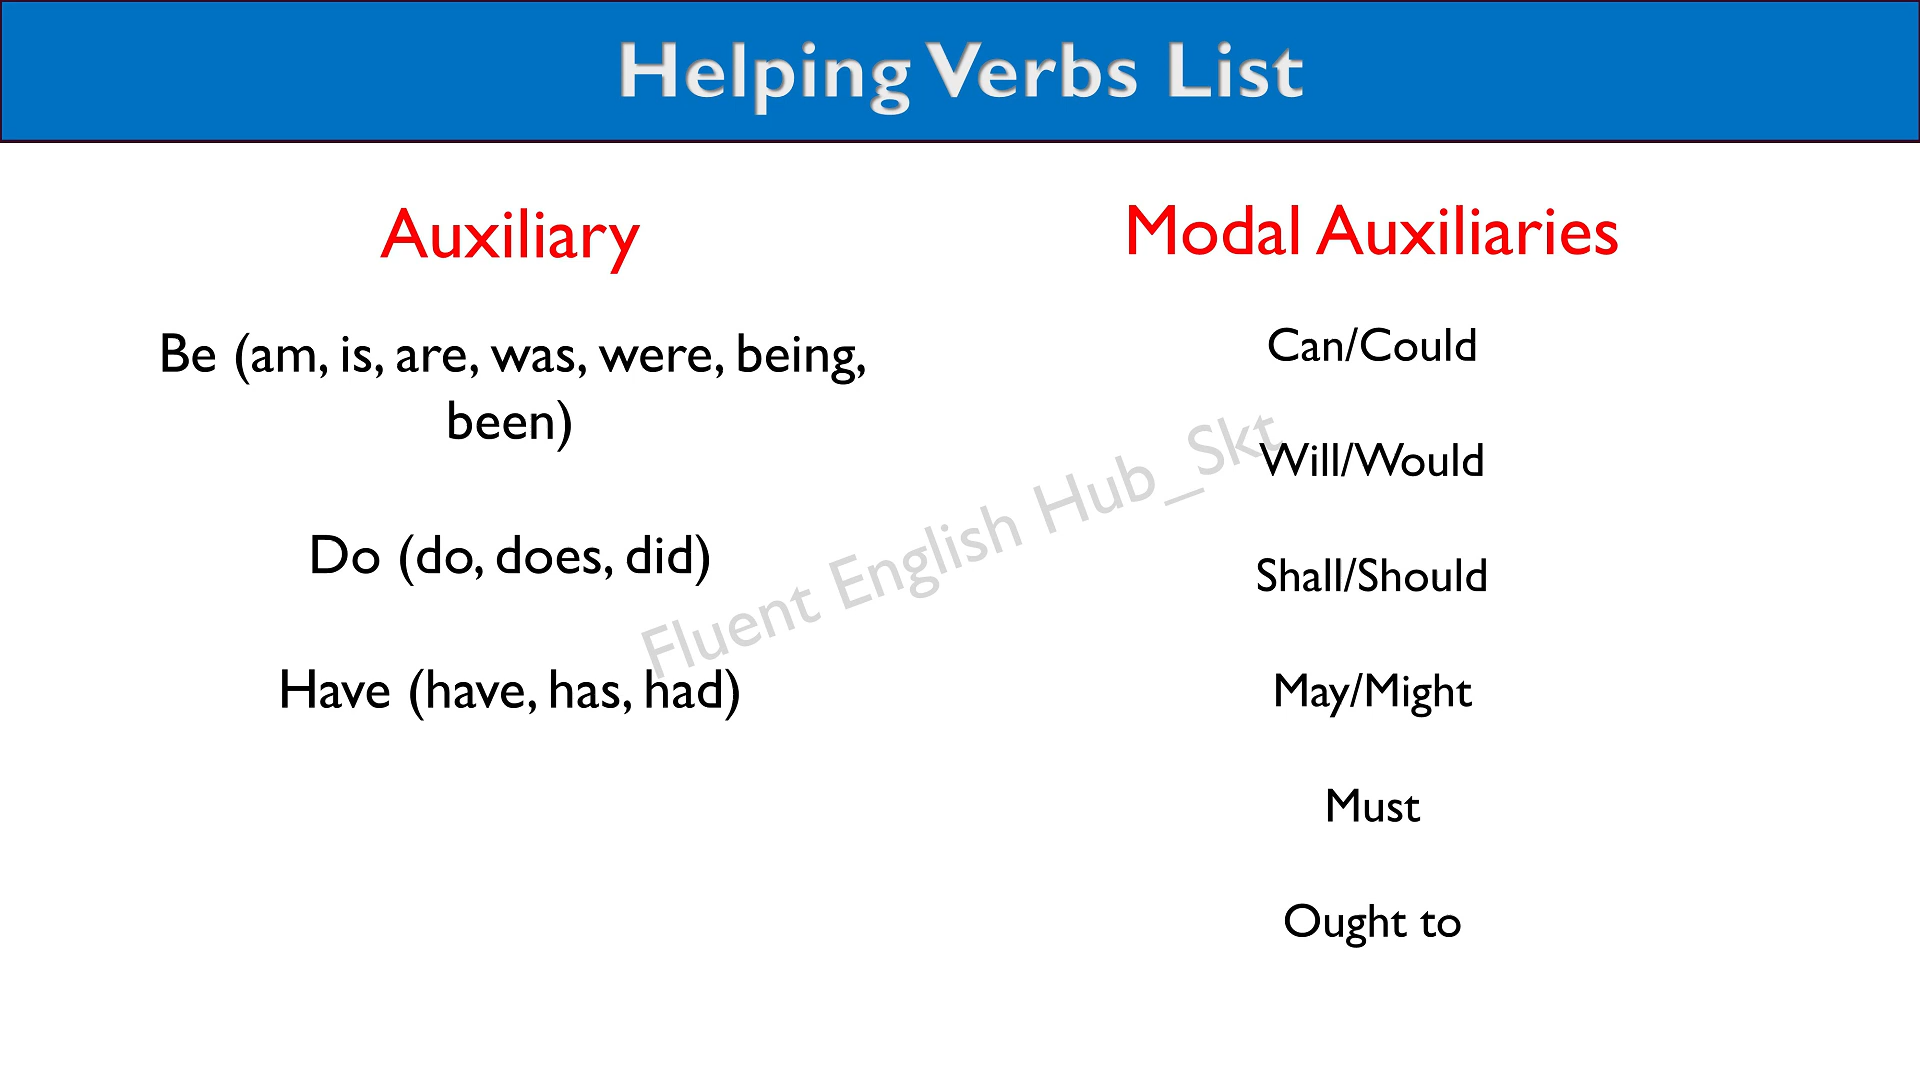 Helping Verbs List
Auxiliary
Be (am, is, are, was, were, being,
been)
Do (do, does, did)
Have (have, has, had)
Modal Auxiliaries
Can/Could
Will/Would
Shall/Should
May/Might
Must
Ought to
Fluent English Hub_Skt